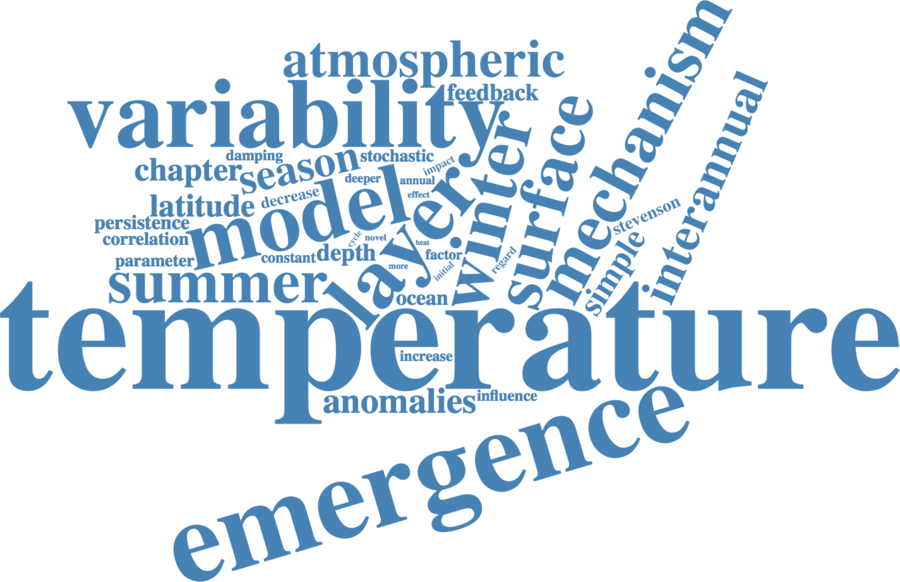 atmospheric
variability
feedback
mechanism
interannual
surface
winter
damping
stochastic
chapter
season
impact
deeper
annual
latitude
decrease
effect
model
layer
persistence
correlation
cycle
novel
heat
stevenson
parameter
constant
depth
factor
more
initial
regard
simple
summer
ocean
temperature
increase
anomalies
influence
emergence